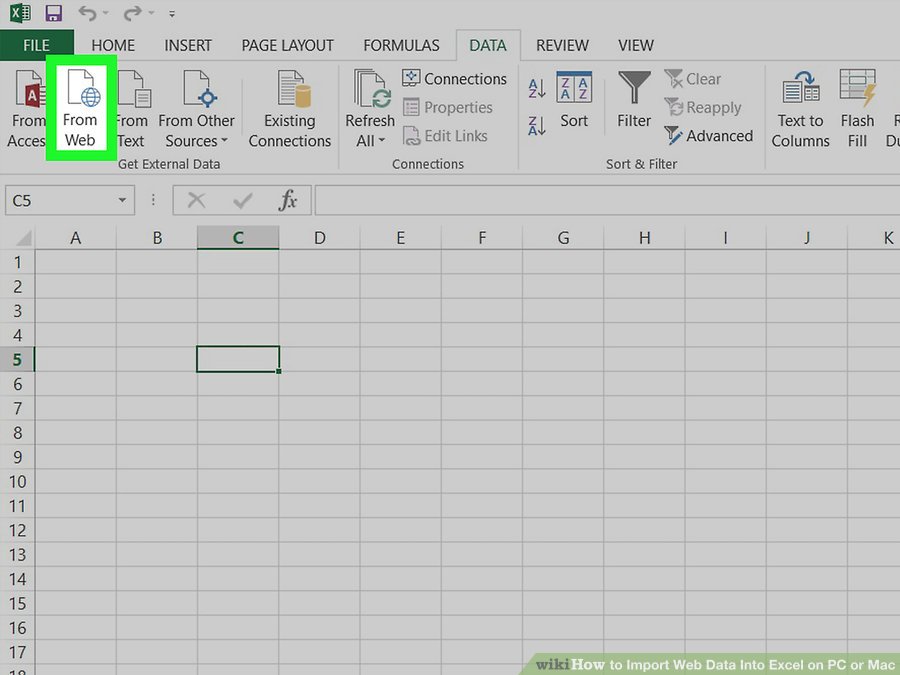 FILE HOME INSERT PAGE LAYOUT FORMULAS DATA REVIEW VIEW
From Access
From Web
From Text
From Other Sources
Existing Connections
Get External Data
Refresh All
Connections
Properties
Edit Links
Connections
A Z
Z A
Z A A Z
Sort
Filter
Clear
Reapply
Advanced
Sort & Filter
Text to Columns
Flash Fill
C5
fx
A B C D E F G H I J K
1
2
3
4
5
6
7
8
9
10
11
12
13
14
15
16
17
18
wikiHow to Import Web Data Into Excel on PC or Mac